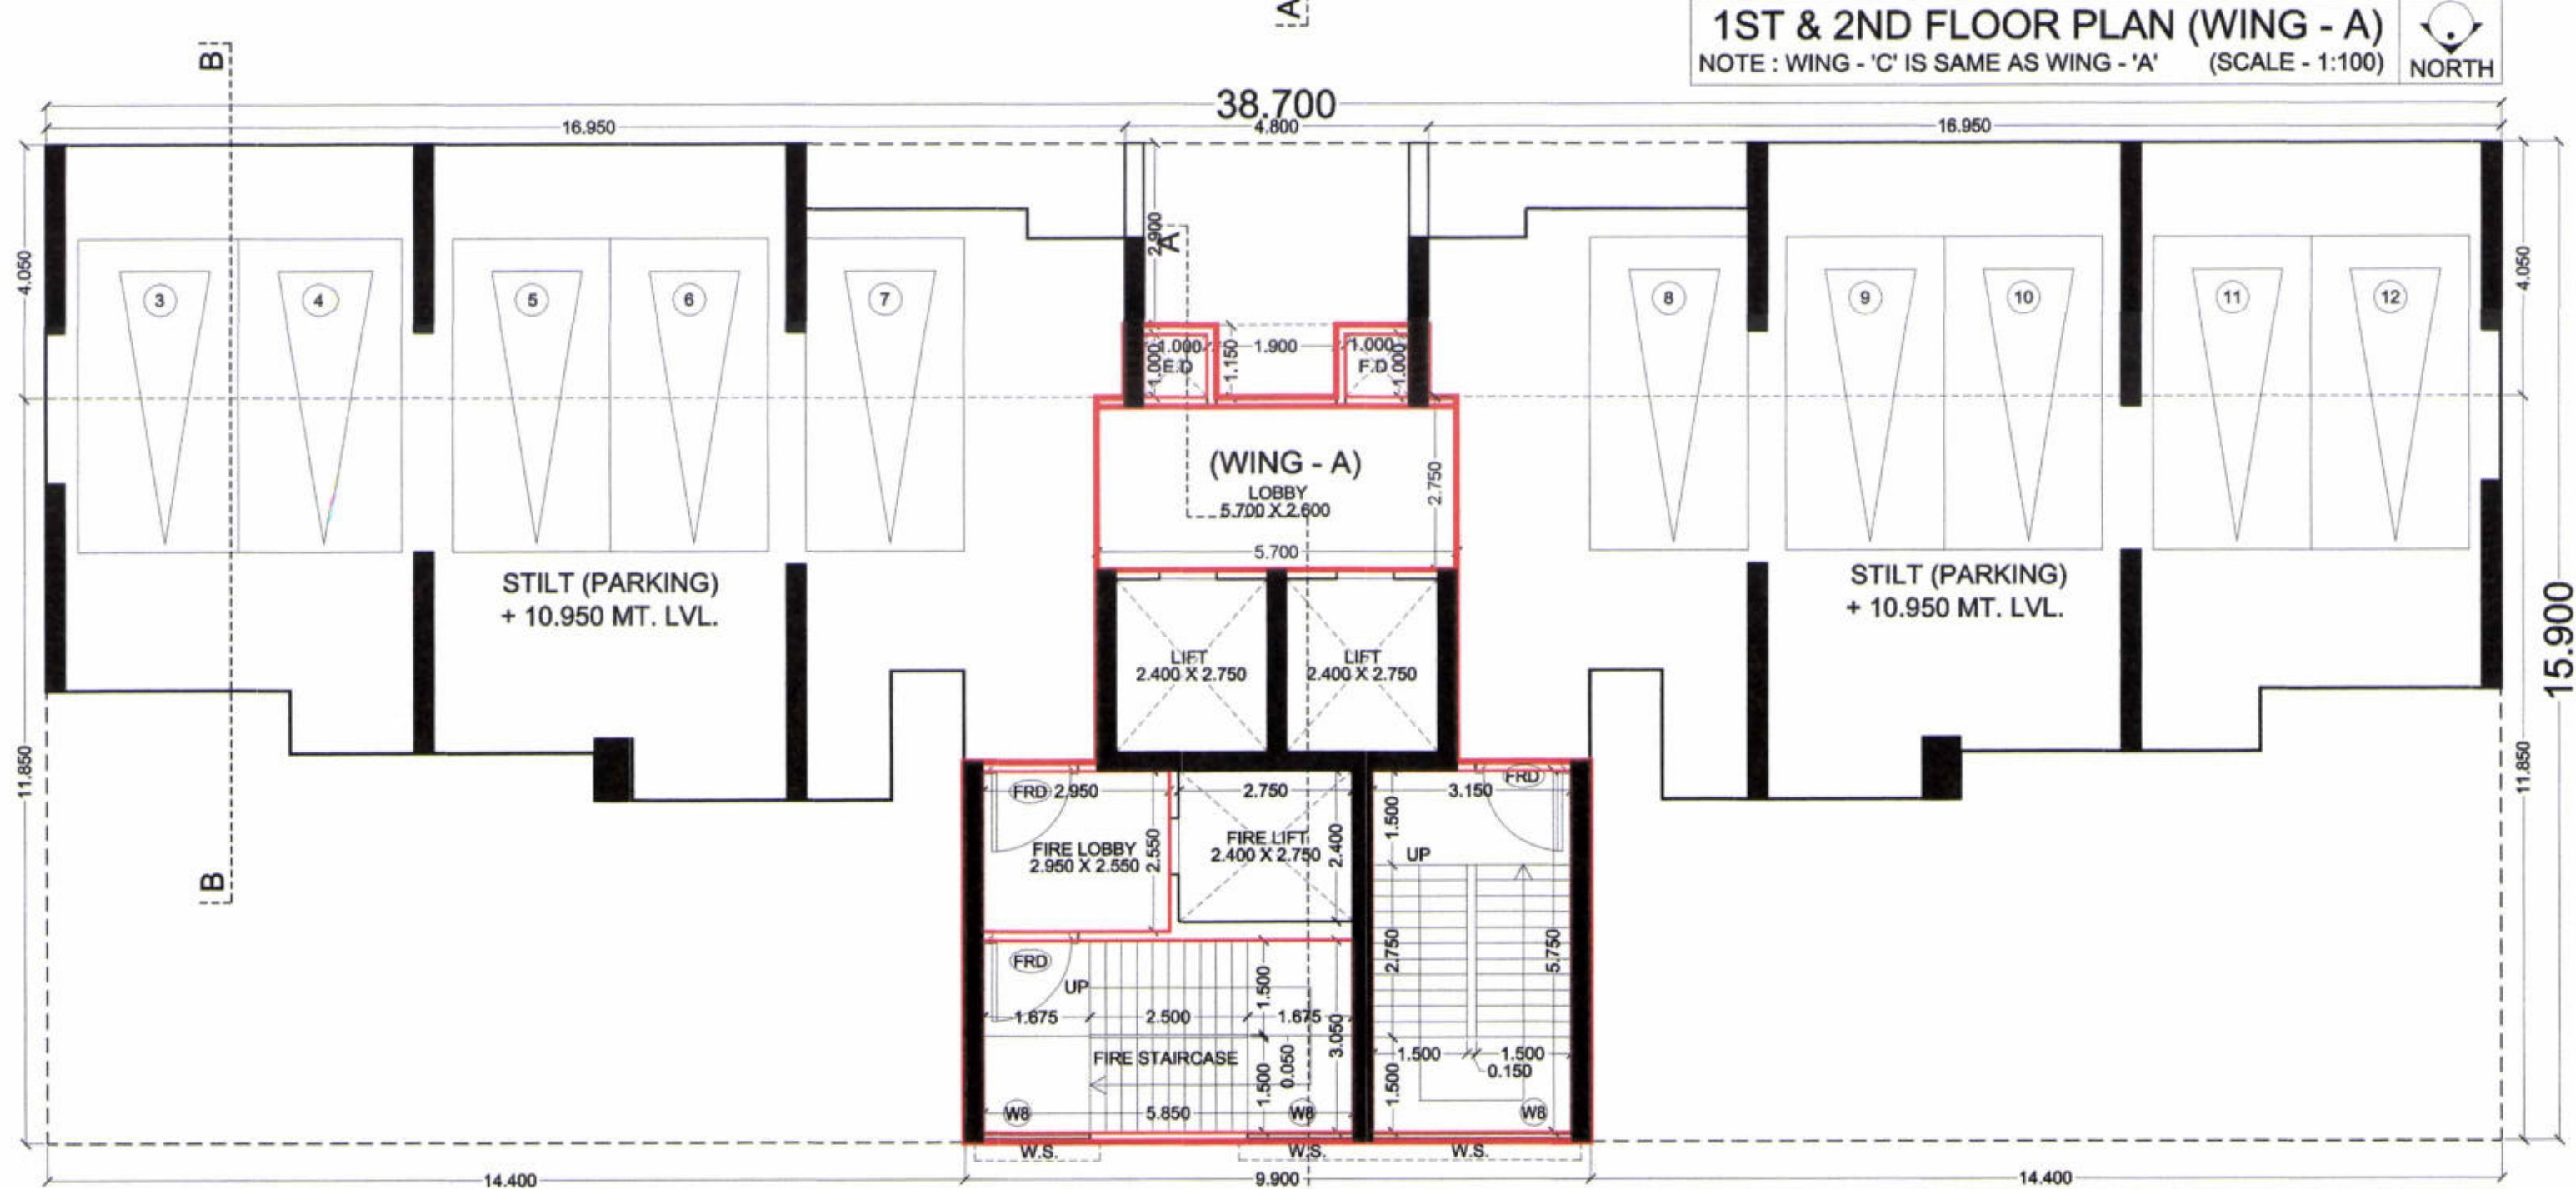 A
1ST & 2ND FLOOR PLAN (WING - A)
NOTE : WING - 'C' IS SAME AS WING - 'A' (SCALE - 1:100)
NORTH
B
38.700
16.950
4.800
16.950
4.050
2.900
A
4.050
3
4
5
6
7
8
9
10
11
12
1.000
1.150
1.900
1.000
1.000
E.D
F.D
1.000
(WING - A)
LOBBY
5.700 X 2.600
2.750
5.700
STILT (PARKING)
+ 10.950 MT. LVL.
STILT (PARKING)
+ 10.950 MT. LVL.
15.900
LIFT
2.400 X 2.750
LIFT
2.400 X 2.750
11.850
11.850
FRD
2.950
2.750
3.150
FRD
1.500
FIRE LOBBY
2.950 X 2.550
2.550
FIRE LIFT
2.400 X 2.750
2.400
UP
B
2.750
5.750
FRD
UP
1.500
1.675
2.500
1.675
3.050
FIRE STAIRCASE
1.500
0.050
1.500
1.500
0.150
1.500
W8
5.850
W8
W8
W.S.
W.S.
W.S.
14.400
9.900
14.400